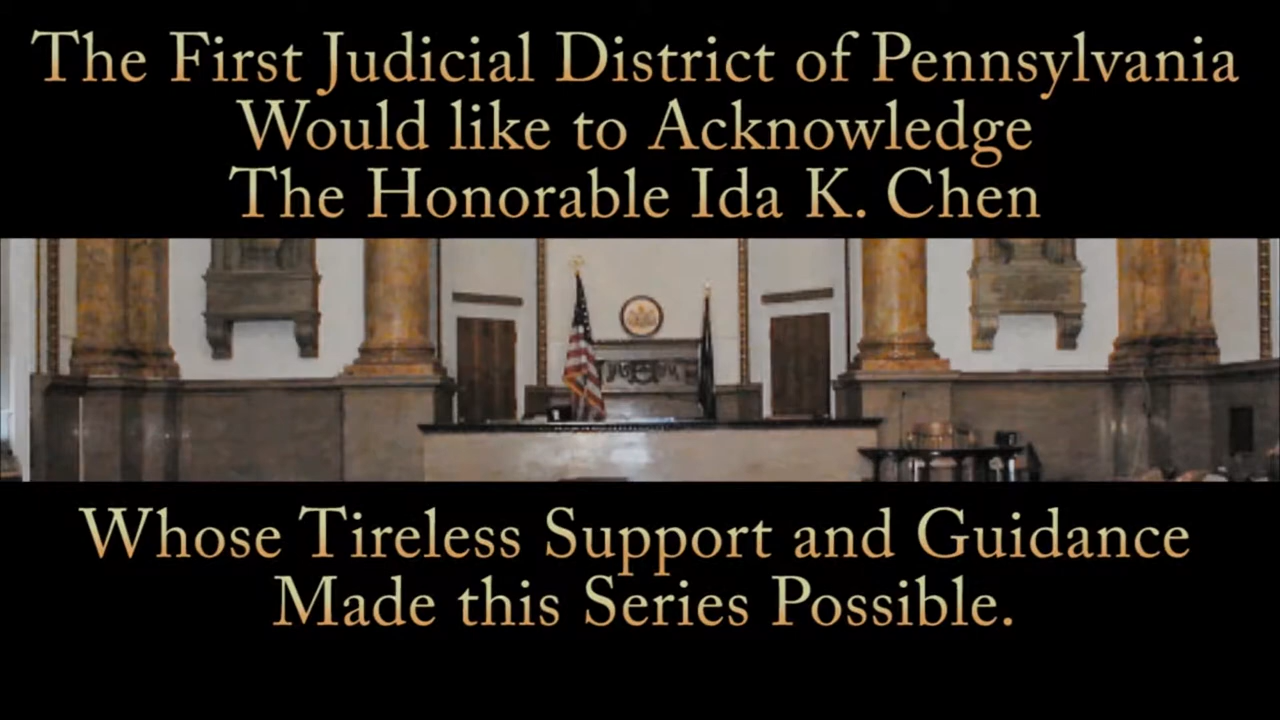 The First Judicial District of Pennsylvania
Would like to Acknowledge
The Honorable Ida K. Chen
Whose Tireless Support and Guidance
Made this Series Possible.